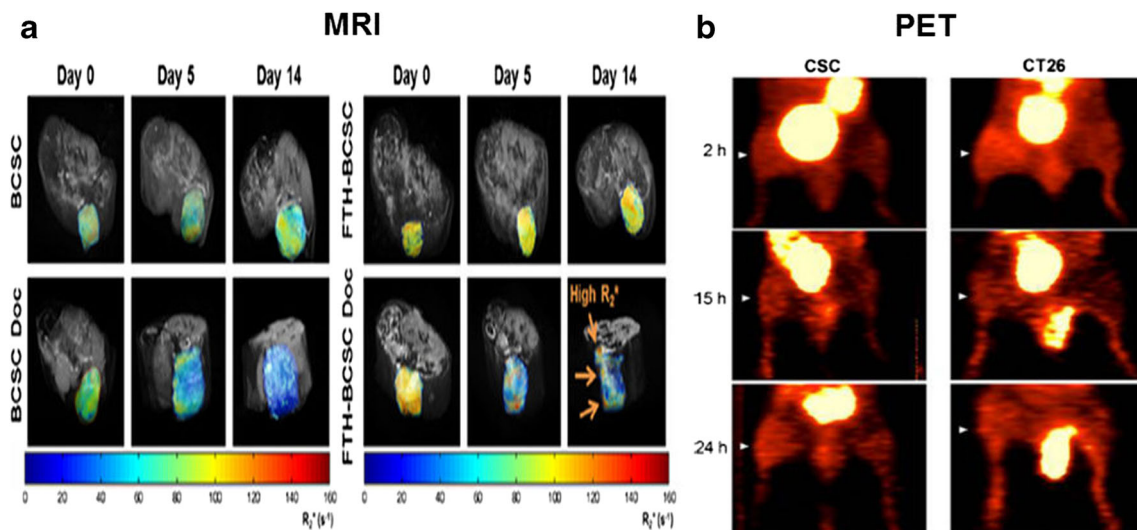 a
MRI
b
PET
Day 0
Day 5
Day 14
Day 0
Day 5
Day 14
BCSC
FTH-BCSC
BCSC Doc
FTH-BCSC Doc
High R2*
0 20 40 60 80 100 120 140 160
R2* (s-1)
0 20 40 60 80 100 120 140 160
R2* (s-1)
CSC
CT26
2 h
15 h
24 h